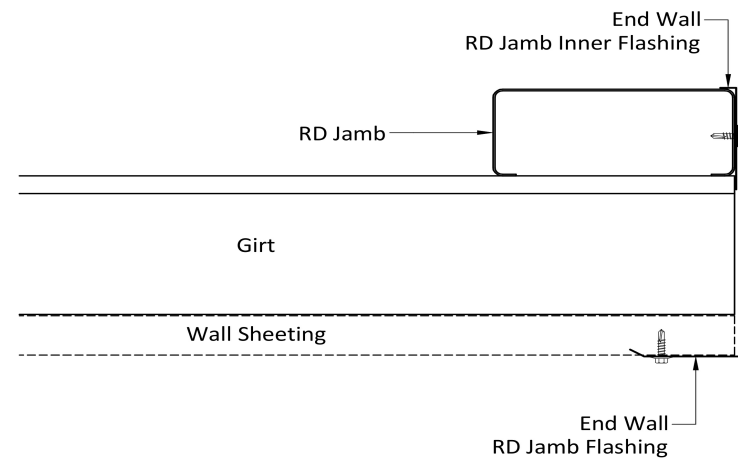 End Wall
RD Jamb Inner Flashing
RD Jamb
Girt
Wall Sheeting
End Wall
RD Jamb Flashing